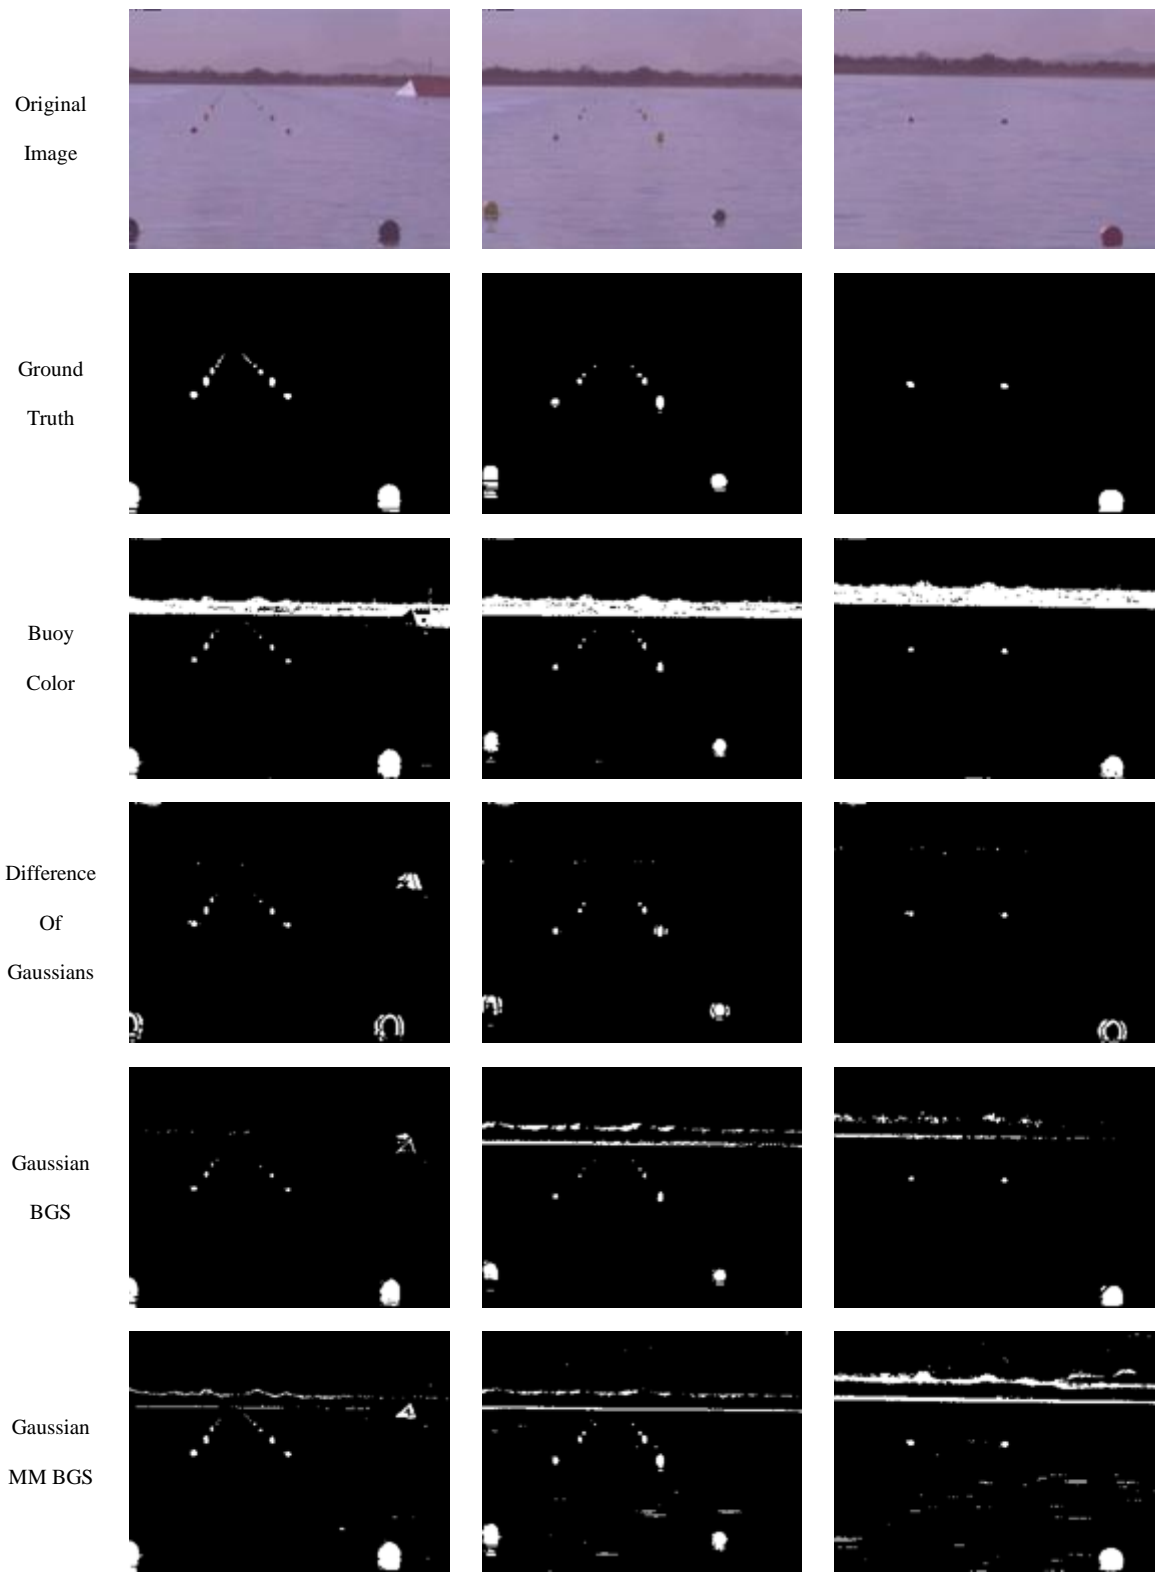 Original
Image
Ground
Truth
Buoy
Color
Difference
Of
Gaussians
Gaussian
BGS
Gaussian
MM BGS